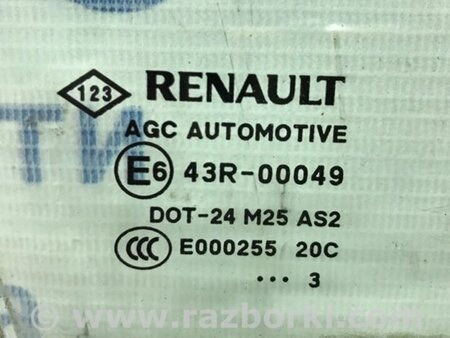 123 RENAULT
AGC AUTOMOTIVE
E6 43R-00049
DOT-24 M25 AS2
CCC E000255 20C
••• 3
www.razborki.com